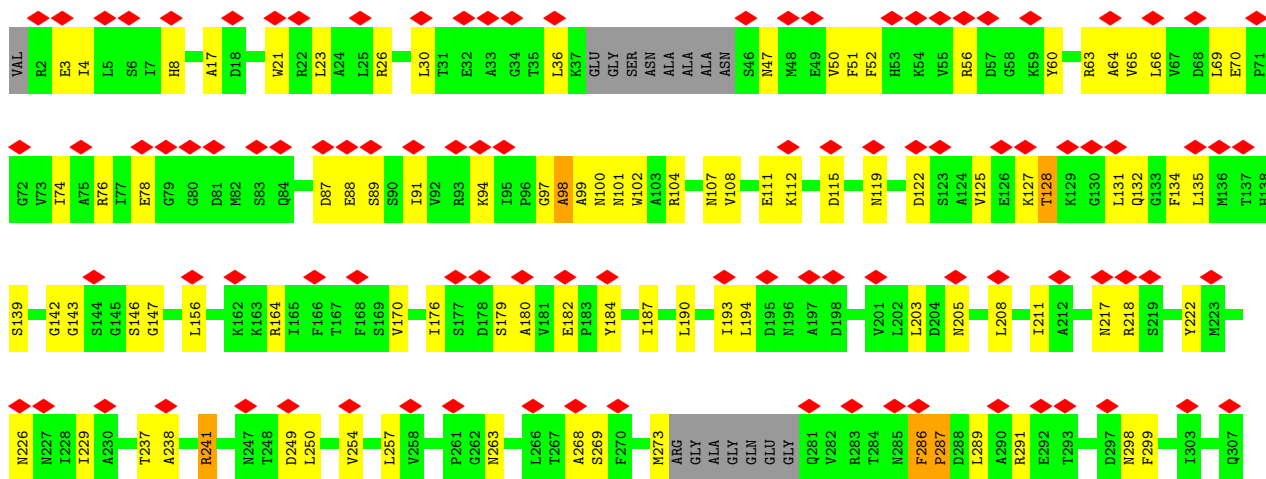 VAL R2 E3 I4 L5 S6 I7 H8 A17 D18 W21 R22 L23 A24 L25 R26 L30 T31 E32 A33 G34 T35 L36 K37 GLU GLY SER ASN ALA ALA ALA ASN S46 N47 M48 E49 V50 F51 F52 H53 K54 V55 R56 D57 G58 K59 Y60 R63 A64 V65 L66 V67 D68 L69 E70 P71
G72 V73 I74 A75 R76 I77 E78 G79 G80 D81 M82 S83 Q84 D87 E88 S89 S90 I91 V92 R93 K94 I95 P96 G97 A98 A99 N100 N101 W102 A103 R104 N107 V108 E111 K112 D115 N119 D122 S123 A124 V125 E126 K127 T128 K129 G130 L131 Q132 G133 F134 L135 M136 T137 H138
S139 G142 G143 S144 G145 S146 G147 L156 K162 K163 R164 I165 F166 T167 F168 S169 V170 I176 S177 D178 S179 A180 V181 E182 P183 Y184 I187 L190 I193 L194 D195 N196 A197 D198 V201 L202 L203 D204 N205 L208 I211 A212 N217 R218 S219 Y222 M223
N226 N227 I228 I229 A230 T237 A238 R241 N247 T248 D249 L250 V254 L257 V258 P261 G262 N263 L266 T267 A268 S269 F270 M273 ARG GLY ALA GLY GLN GLU GLY Q281 V282 R283 T284 N285 F286 P287 D288 L289 A290 R291 E292 T293 D297 N298 F299 I303 Q307